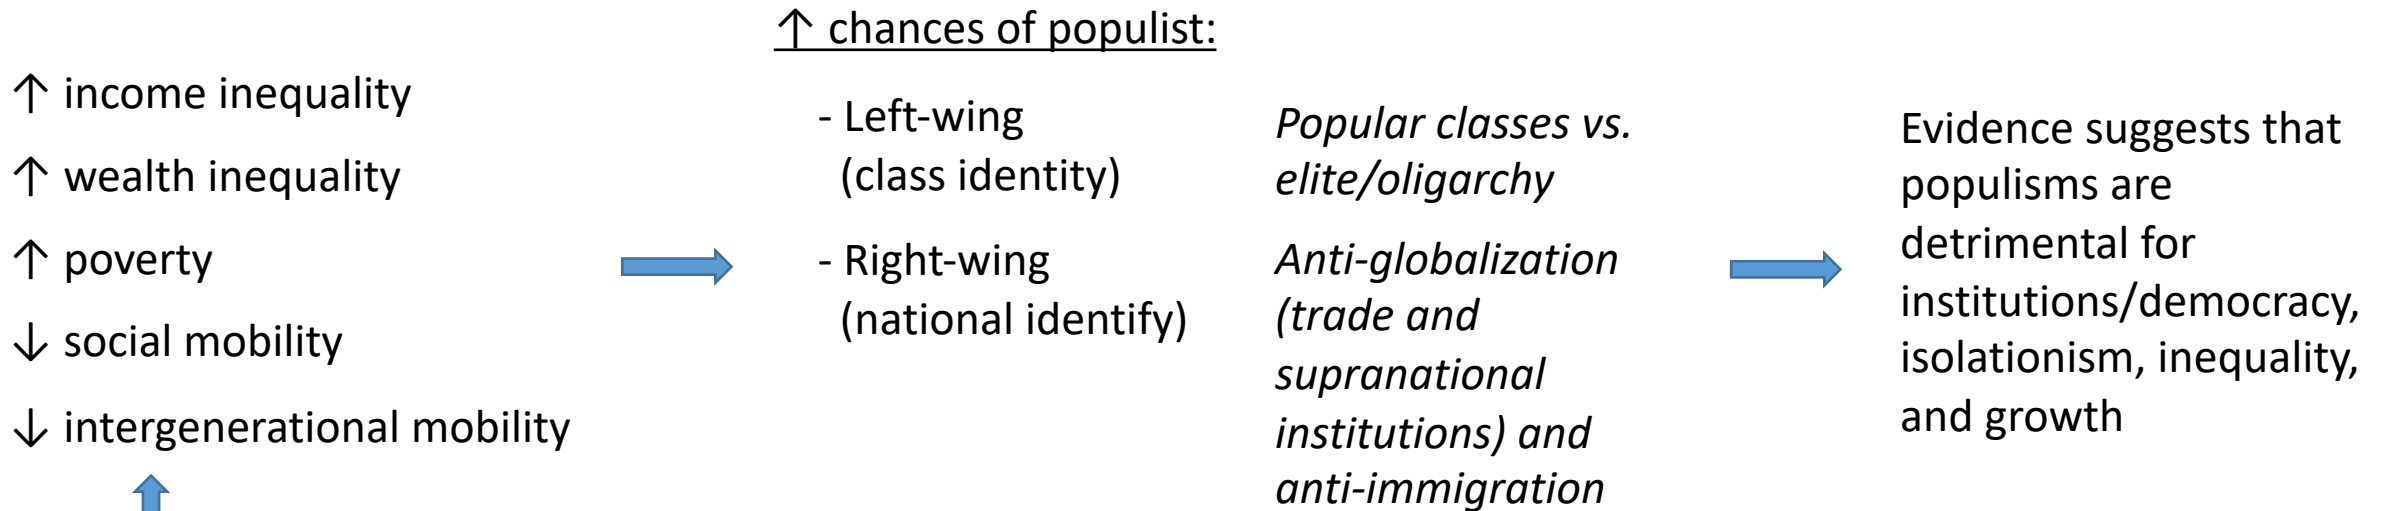 ↑ income inequality
↑ wealth inequality
↑ poverty
↓ social mobility
↓ intergenerational mobility
↑ chances of populist:
- Left-wing
(class identity)
- Right-wing
(national identify)
Popular classes vs.
elite/oligarchy
Anti-globalization
(trade and
supranational
institutions) and
anti-immigration
Evidence suggests that
populisms are
detrimental for
institutions/democracy,
isolationism, inequality,
and growth